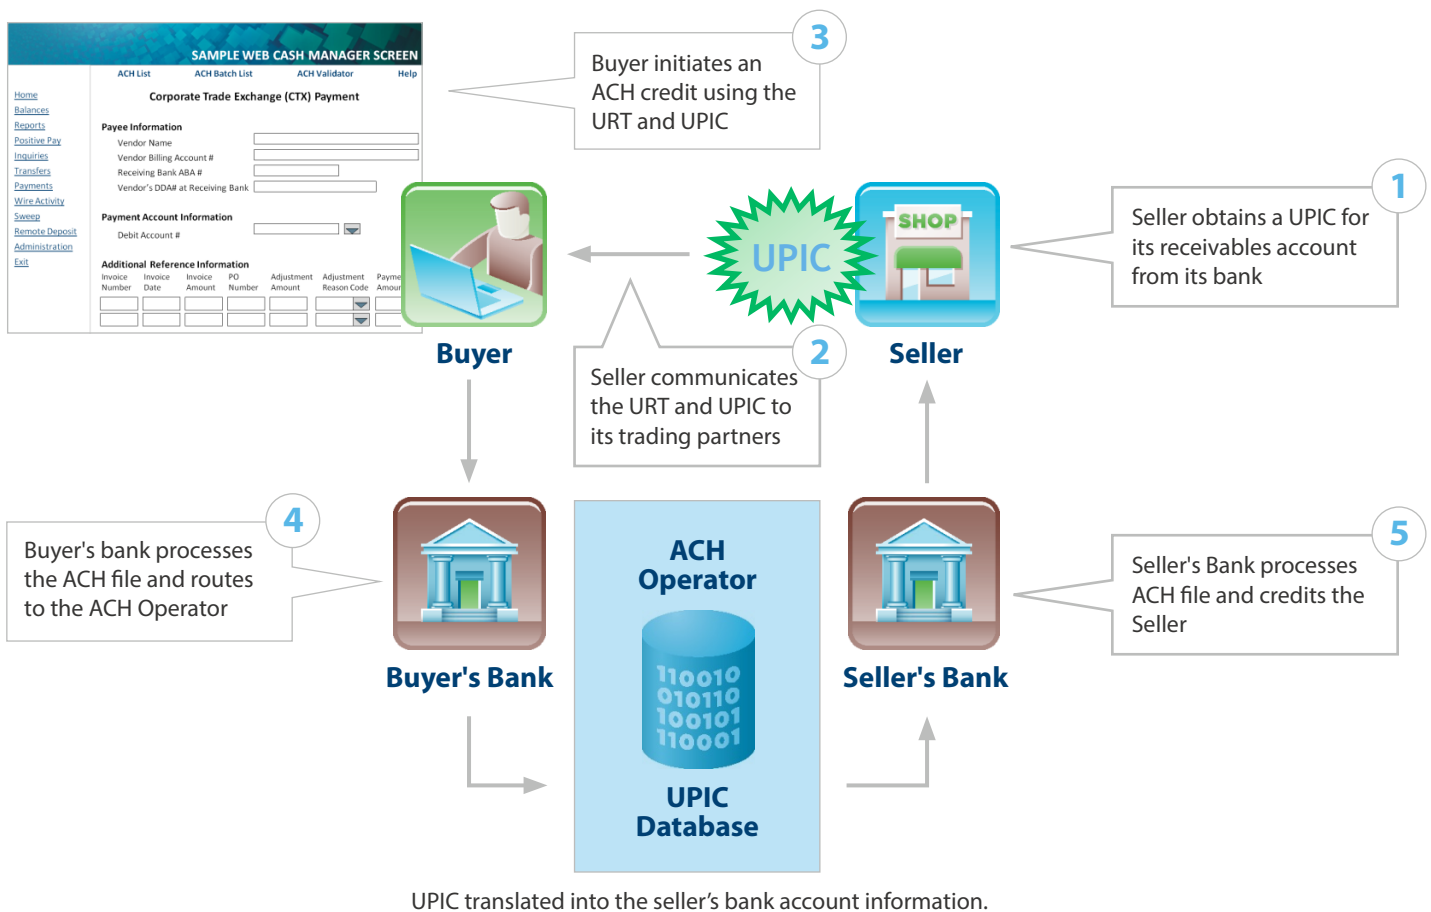 SAMPLE WEB CASH MANAGER SCREEN
ACH List ACH Batch List ACH Validator Help
Home
Balances
Reports
Positive Pay
Inquiries
Transfers
Payments
Wire Activity
Sweep
Remote Deposit
Administration
Exit
Corporate Trade Exchange (CTX) Payment
Payee Information
Vendor Name
Vendor Billing Account #
Receiving Bank ABA #
Vendor's DDA# at Receiving Bank
Payment Account Information
Debit Account #
Additional Reference Information
Invoice Invoice Invoice PO Adjustment Adjustment Payme
Number Date Amount Number Amount Reason Code Amoun
3
Buyer initiates an
ACH credit using the
URT and UPIC
1
Seller obtains a UPIC for
its receivables account
from its bank
UPIC
SHOP
Buyer
Seller
2
Seller communicates
the URT and UPIC to
its trading partners
4
Buyer's bank processes
the ACH file and routes
to the ACH Operator
Buyer's Bank
ACH
Operator
110010
010110
100101
110001
UPIC
Database
Seller's Bank
5
Seller's Bank processes
ACH file and credits the
Seller
UPIC translated into the seller’s bank account information.